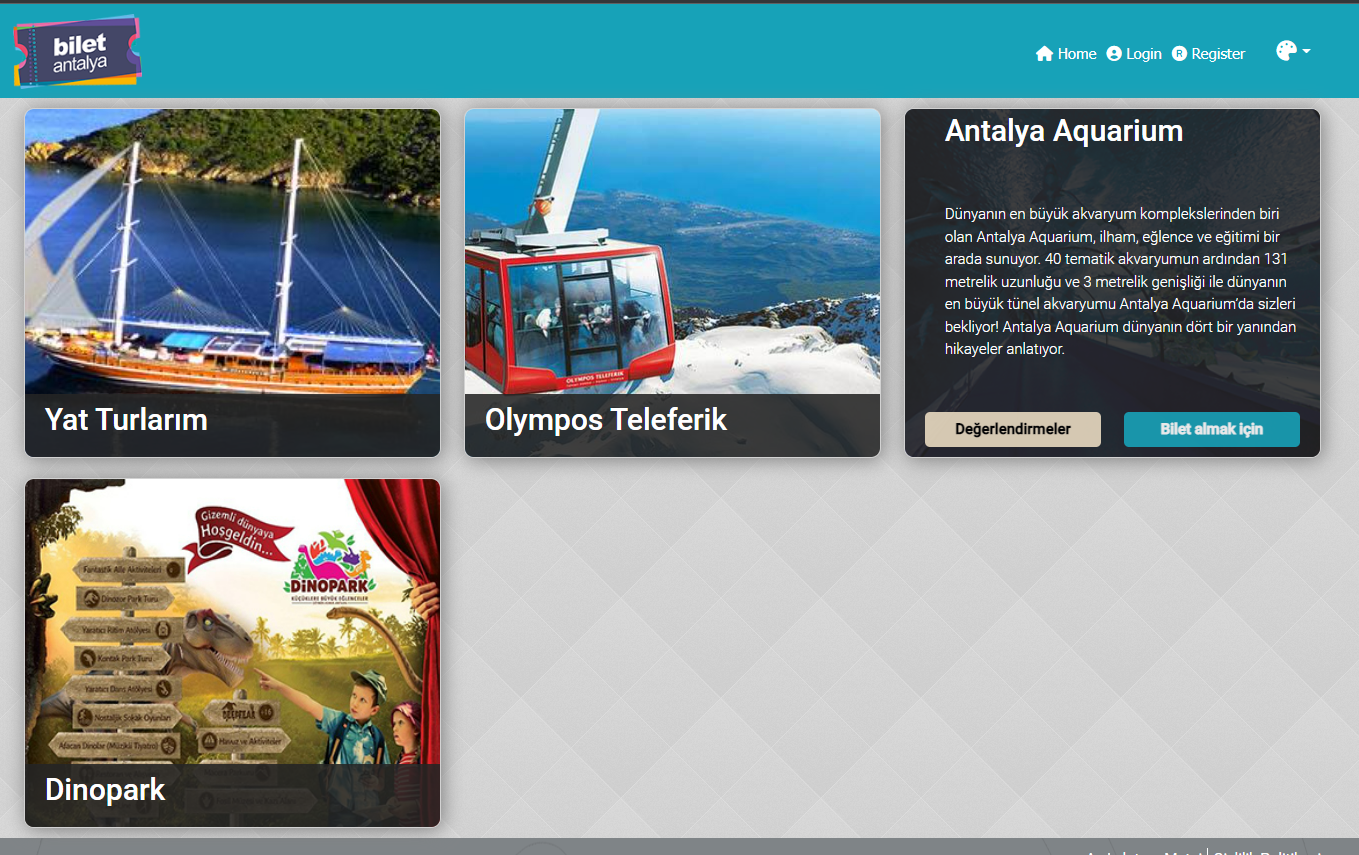 bilet
antalya
Home
Login
R
Register
OLYMPOS TELEFERIK
Yat Turlarım
Olympos Teleferik
Antalya Aquarium
Dünyanın en büyük akvaryum komplekslerinden biri
olan Antalya Aquarium, ilham, eğlence ve eğitimi bir
arada sunuyor. 40 tematik akvaryumun ardından 131
metrelik uzunluğu ve 3 metrelik genişliği ile dünyanın
en büyük tünel akvaryumu Antalya Aquarium’da sizleri
bekliyor! Antalya Aquarium dünyanın dört bir yanından
hikayeler anlatıyor.
Değerlendirmeler
Bilet almak için
Gizemli dünyaya
Hoşgeldin...
DiNOPARK
KÜÇÜKLERE BÜYÜK EĞLENCELER
Fantastik Aile Aktiviteleri
Dinozor Park Turu
Yaratıcı Ritim Atölyesi
Kontak Park Turu
Yaratıcı Dans Atölyesi
Nostaljik Sokak Oyunları
Afacan Dinolar (Müzikli Tiyatro)
Havuz ve Aktiviteler
Dinopark